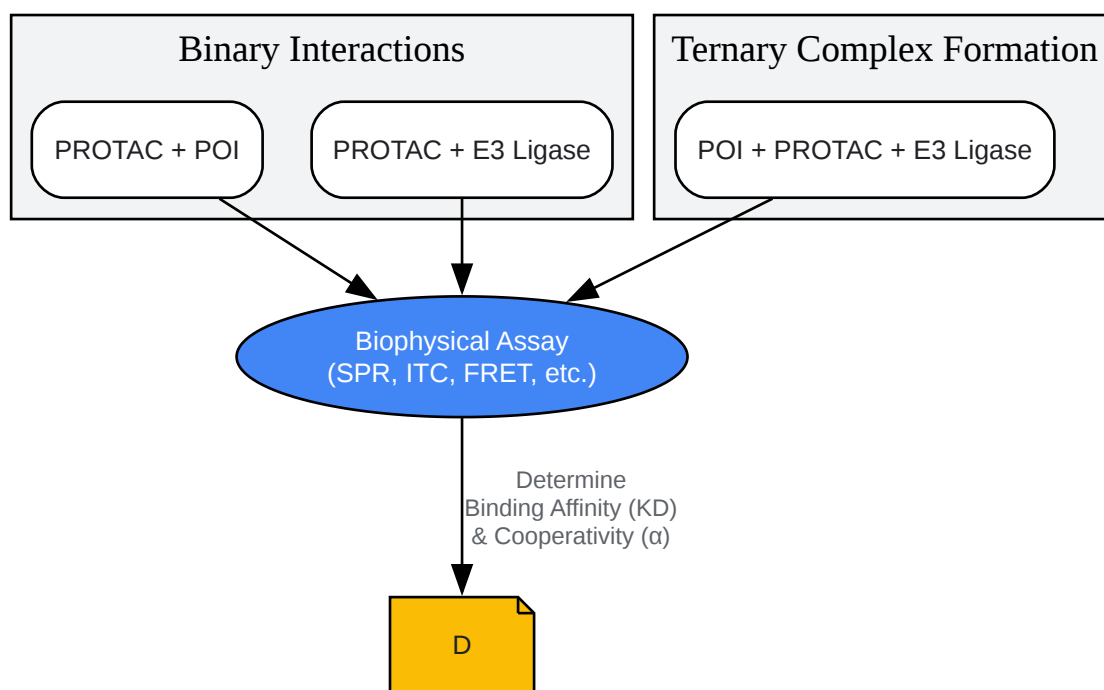 Binary Interactions
Ternary Complex Formation
PROTAC + POI
PROTAC + E3 Ligase
POI + PROTAC + E3 Ligase
Biophysical Assay
(SPR, ITC, FRET, etc.)
Determine
Binding Affinity (KD)
& Cooperativity (α)
D